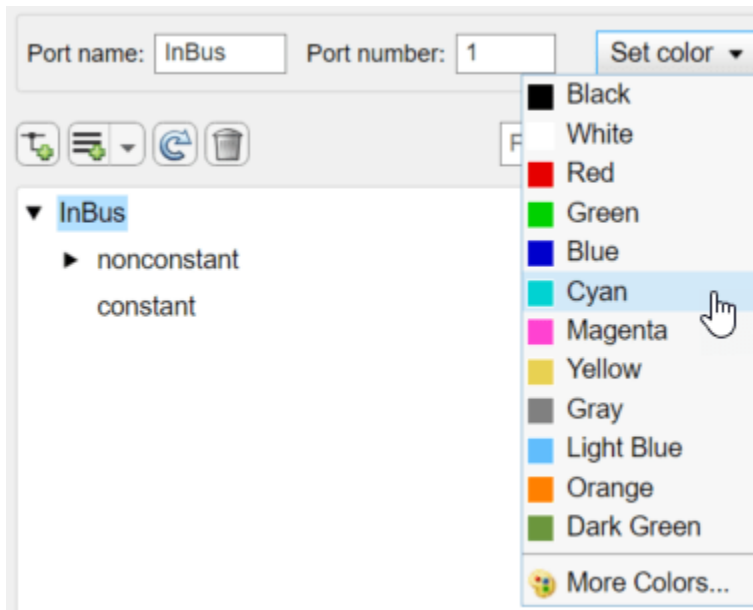 Port name: InBus Port number: 1 Set color
Black
White
Red
Green
Blue
Cyan
Magenta
Yellow
Gray
Light Blue
Orange
Dark Green
More Colors...
InBus
nonconstant
constant